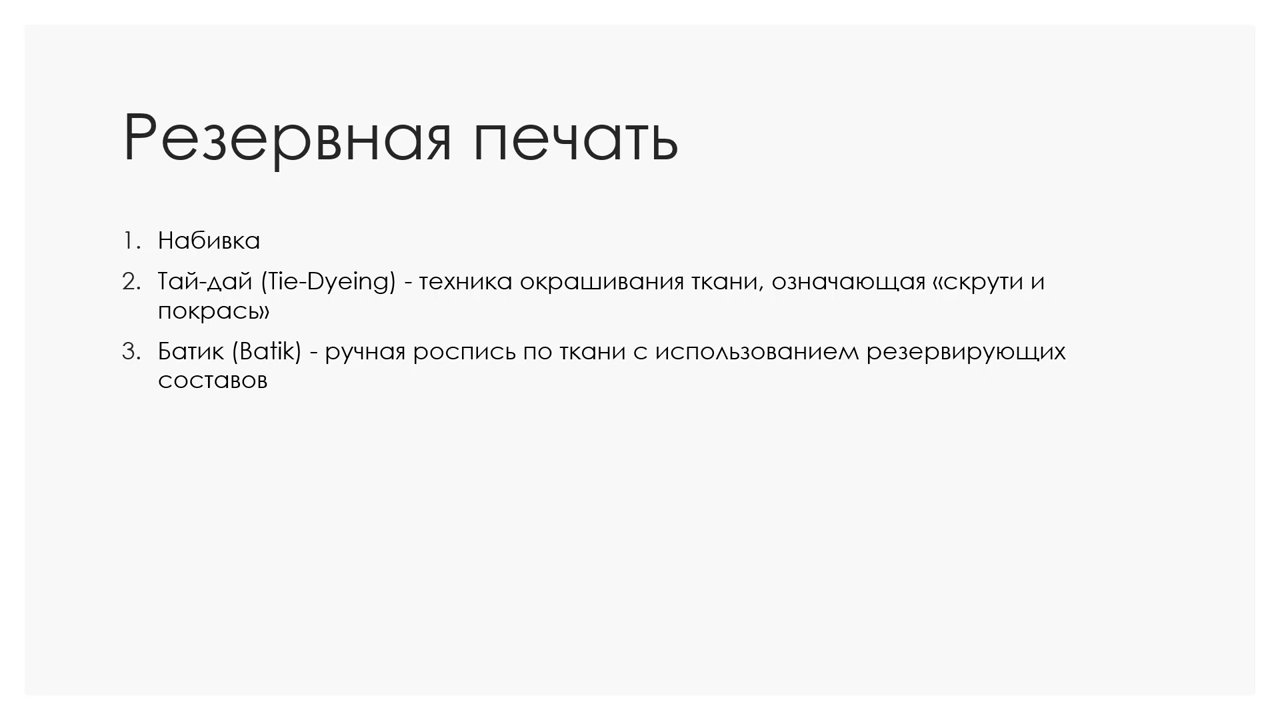 Резервная печать
1. Набивка
2. Тай-дай (Tie-Dyeing) - техника окрашивания ткани, означающая «скрути и
покрась»
3. Батик (Batik) - ручная роспись по ткани с использованием резервирующих
составов